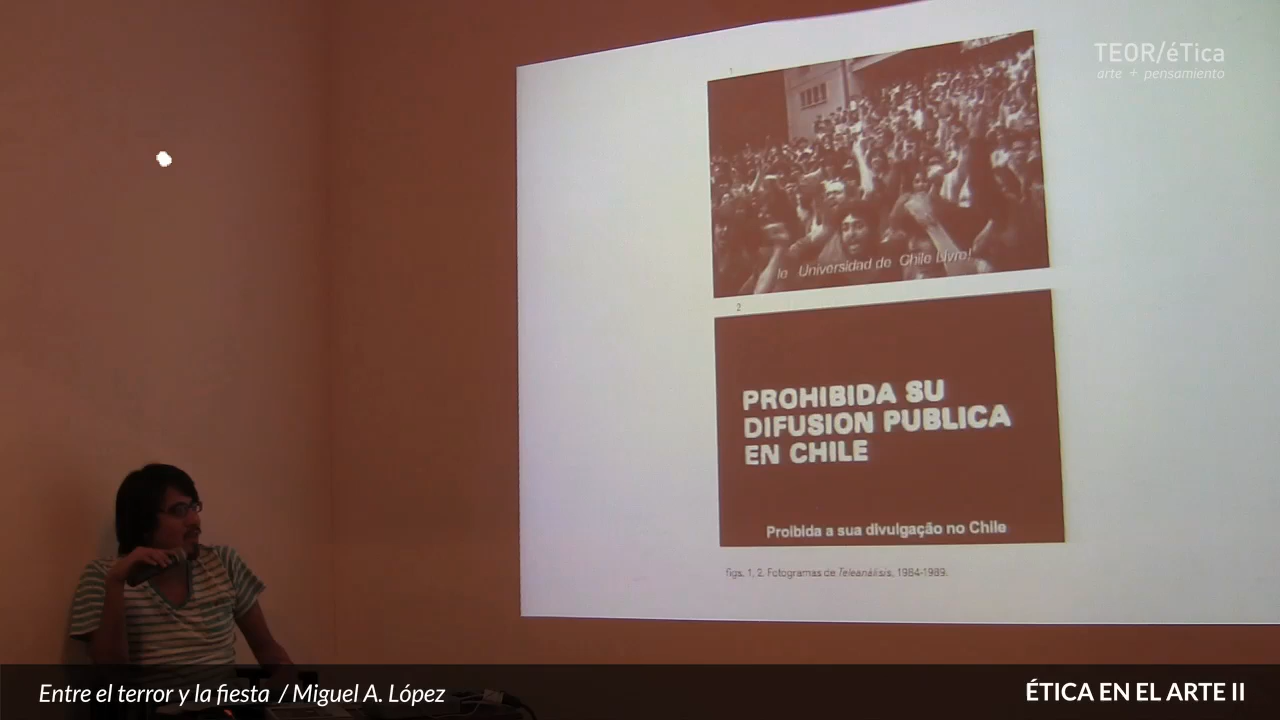 TEOR/éTica
arte + pensamiento
1
le Universidad de Chile Livre!
2
PROHIBIDA SU
DIFUSION PUBLICA
EN CHILE
Proibida a sua divulgação no Chile
figs. 1, 2. Fotogramas de Teleanálisis, 1984-1989.
Entre el terror y la fiesta / Miguel A. López
ÉTICA EN EL ARTE II